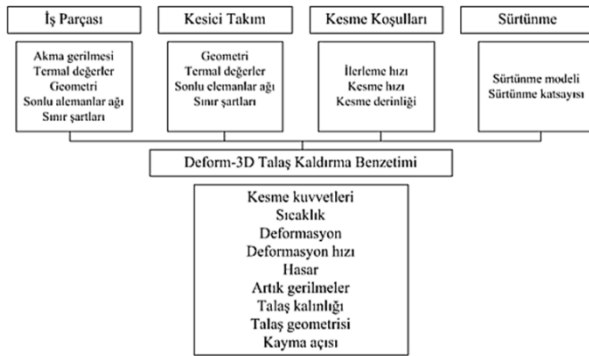 İş Parçası
Akma gerilmesi
Termal değerler
Geometri
Sonlu alemanlar ağı
Sınır şartları
Kesici Takım
Geometri
Termal değerler
Sonlu elemanlar ağı
Sınır şartları
Kesme Koşulları
İlerleme hızı
Kesme hızı
Kesme derinliği
Sürtünme
Sürtünme modeli
Sürtünme katsayısı
Deform-3D Talaş Kaldırma Benzetimi
Kesme kuvvetleri
Sıcaklık
Deformasyon
Deformasyon hızı
Hasar
Artık gerilmeler
Talaş kalınlığı
Talaş geometrisi
Kayma açısı